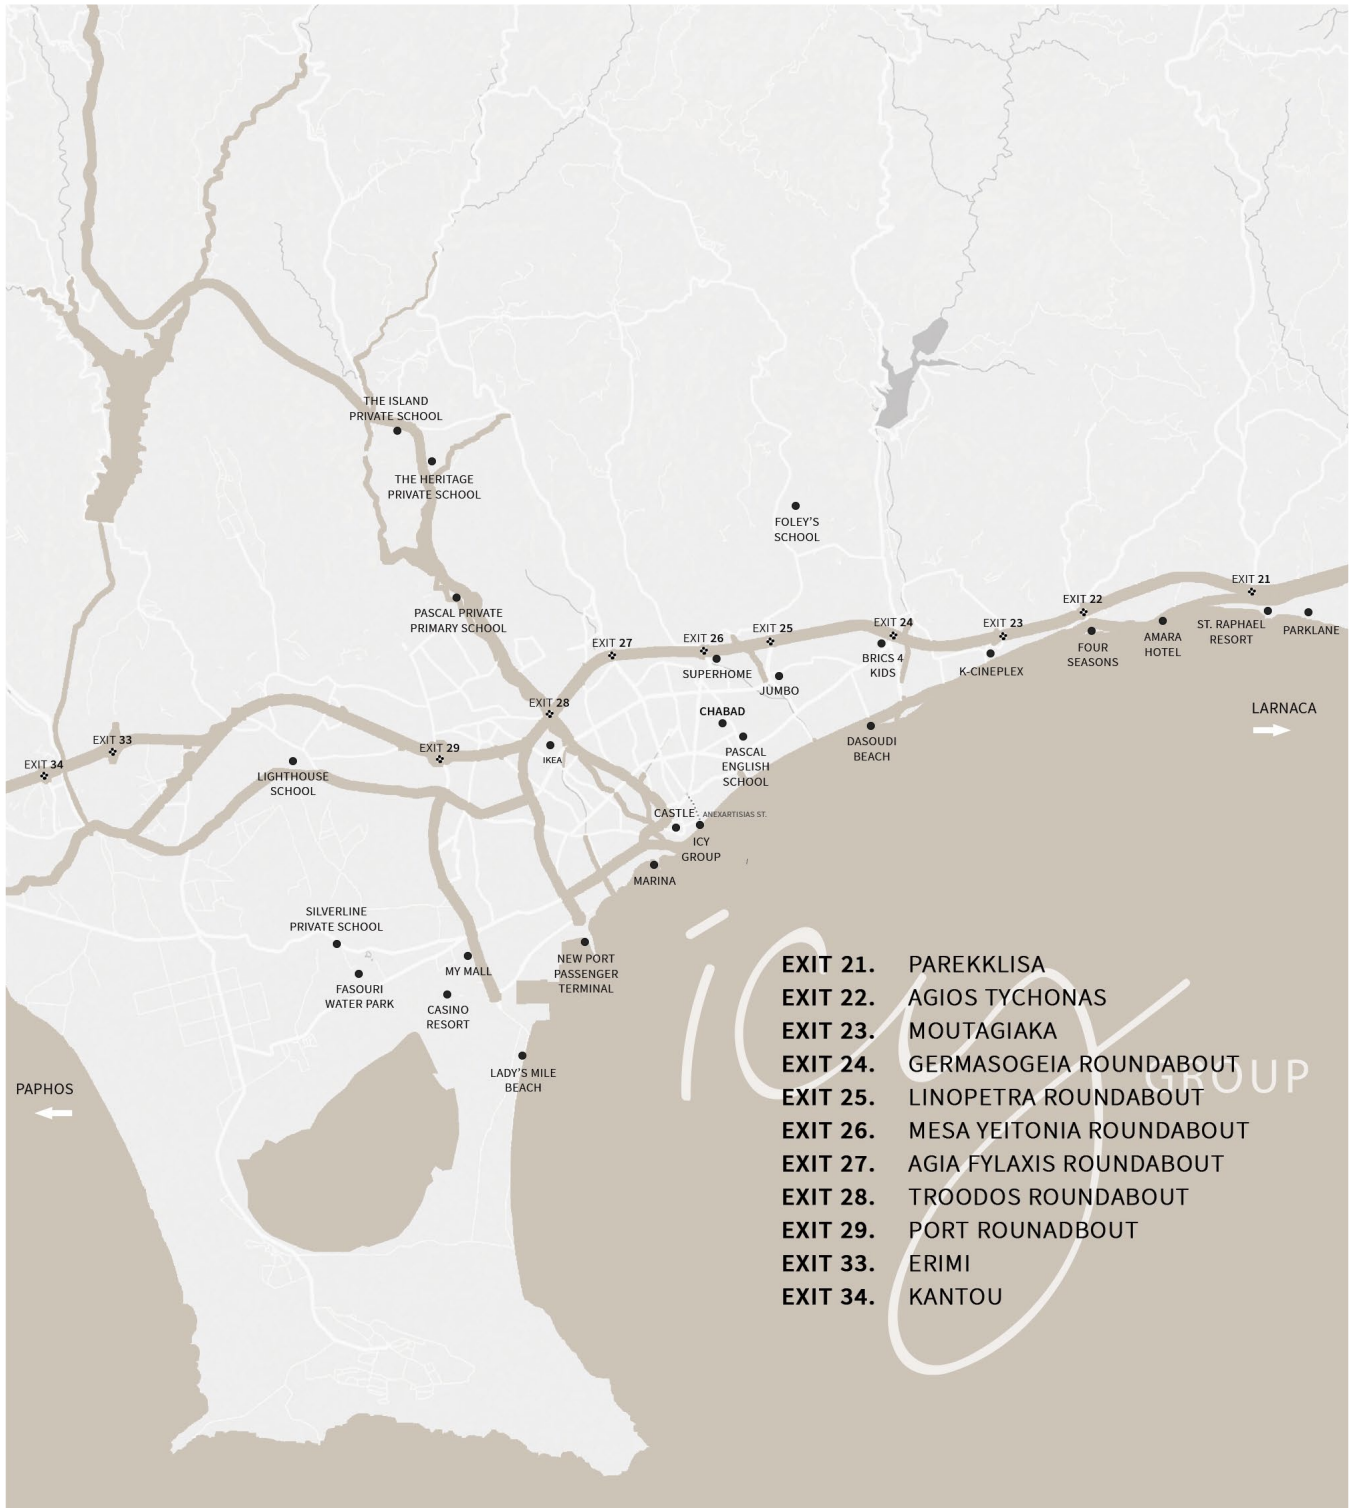 THE ISLAND
PRIVATE SCHOOL
THE HERITAGE
PRIVATE SCHOOL
FOLEY'S
SCHOOL
PASCAL PRIVATE
PRIMARY SCHOOL
EXIT 21
EXIT 22
EXIT 23
EXIT 24
EXIT 25
EXIT 26
EXIT 27
ST. RAPHAEL
RESORT
PARKLANE
AMARA
HOTEL
FOUR
SEASONS
K-CINEPLEX
BRICS 4
KIDS
SUPERHOME
JUMBO
EXIT 28
CHABAD
LARNACA
EXIT 33
EXIT 29
EXIT 34
IKEA
PASCAL
ENGLISH
SCHOOL
DASOUDI
BEACH
LIGHTHOUSE
SCHOOL
CASTLE
ANEXARTISIAS ST.
ICY
GROUP
MARINA
SILVERLINE
PRIVATE SCHOOL
FASOURI
WATER PARK
MY MALL
CASINO
RESORT
NEW PORT
PASSENGER
TERMINAL
LADY'S MILE
BEACH
PAPHOS
icy
GROUP
EXIT 21. PAREKKLISA
EXIT 22. AGIOS TYCHONAS
EXIT 23. MOUTAGIAKA
EXIT 24. GERMASOGEIA ROUNDABOUT
EXIT 25. LINOPETRA ROUNDABOUT
EXIT 26. MESA YEITONIA ROUNDABOUT
EXIT 27. AGIA FYLAXIS ROUNDABOUT
EXIT 28. TROODOS ROUNDABOUT
EXIT 29. PORT ROUNADBOUT
EXIT 33. ERIMI
EXIT 34. KANTOU